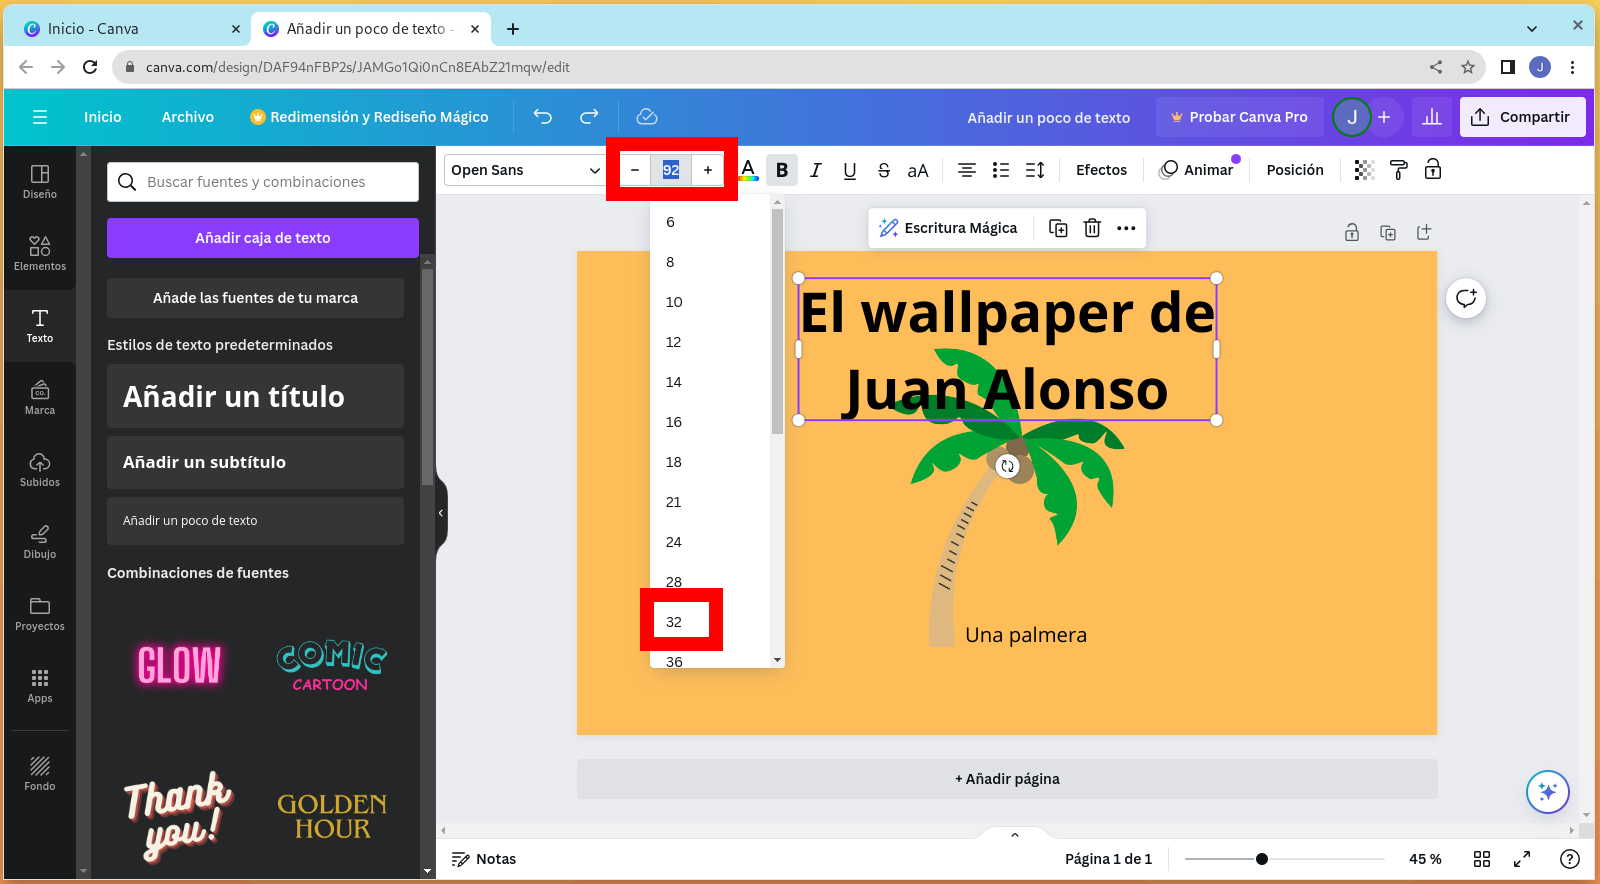 Inicio - Canva
Añadir un poco de texto -
canva.com/design/DAF94nFBP2s/JAMGo1Qi0nCn8EAbZ21mqw/edit
J
Inicio
Archivo
Redimensión y Rediseño Mágico
Añadir un poco de texto
Probar Canva Pro
J
+
Compartir
Diseño
Elementos
Texto
Marca
Subidos
Dibujo
Proyectos
Apps
Fondo
Buscar fuentes y combinaciones
Añadir caja de texto
Añade las fuentes de tu marca
Estilos de texto predeterminados
Añadir un título
Añadir un subtítulo
Añadir un poco de texto
Combinaciones de fuentes
GLOW
COMIC
CARTOON
Thank
you!
GOLDEN
HOUR
Open Sans
– 92 +
A
B
I
U
S
aA
Efectos
Animar
Posición
6
8
10
12
14
16
18
21
24
28
32
36
Escritura Mágica
El wallpaper de
Juan Alonso
Una palmera
+ Añadir página
Notas
Página 1 de 1
45 %